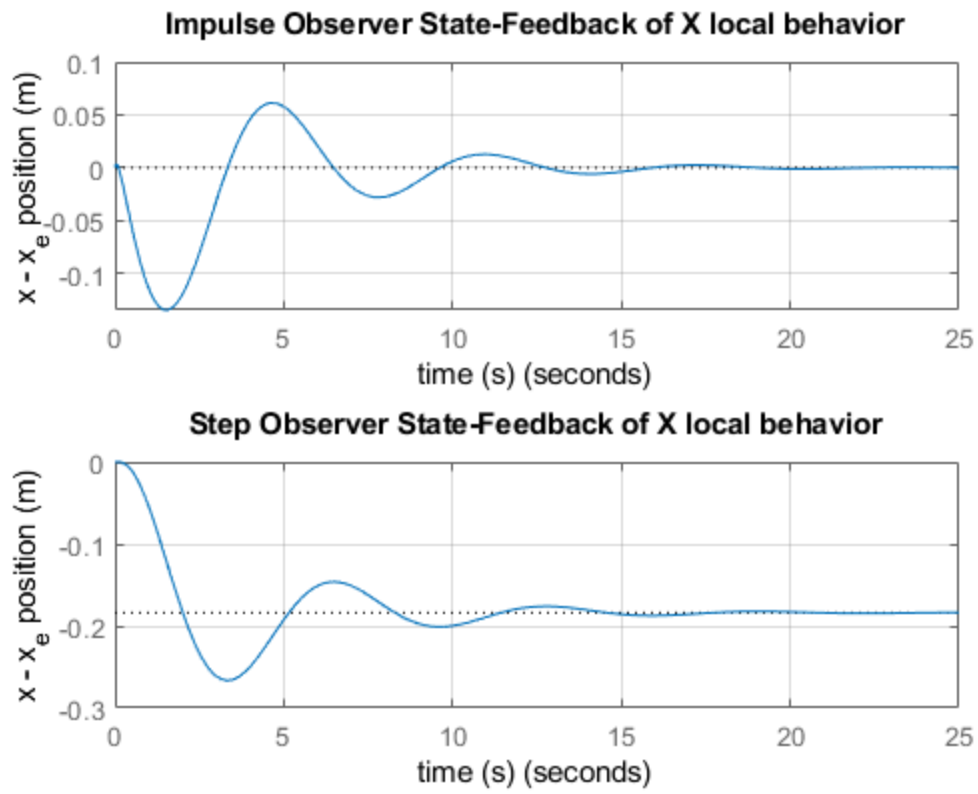 Impulse Observer State-Feedback of X local behavior
0.1
0.05
0
-0.05
-0.1
x - x_e position (m)
0 5 10 15 20 25
time (s) (seconds)
Step Observer State-Feedback of X local behavior
0
-0.1
-0.2
-0.3
x - x_e position (m)
0 5 10 15 20 25
time (s) (seconds)